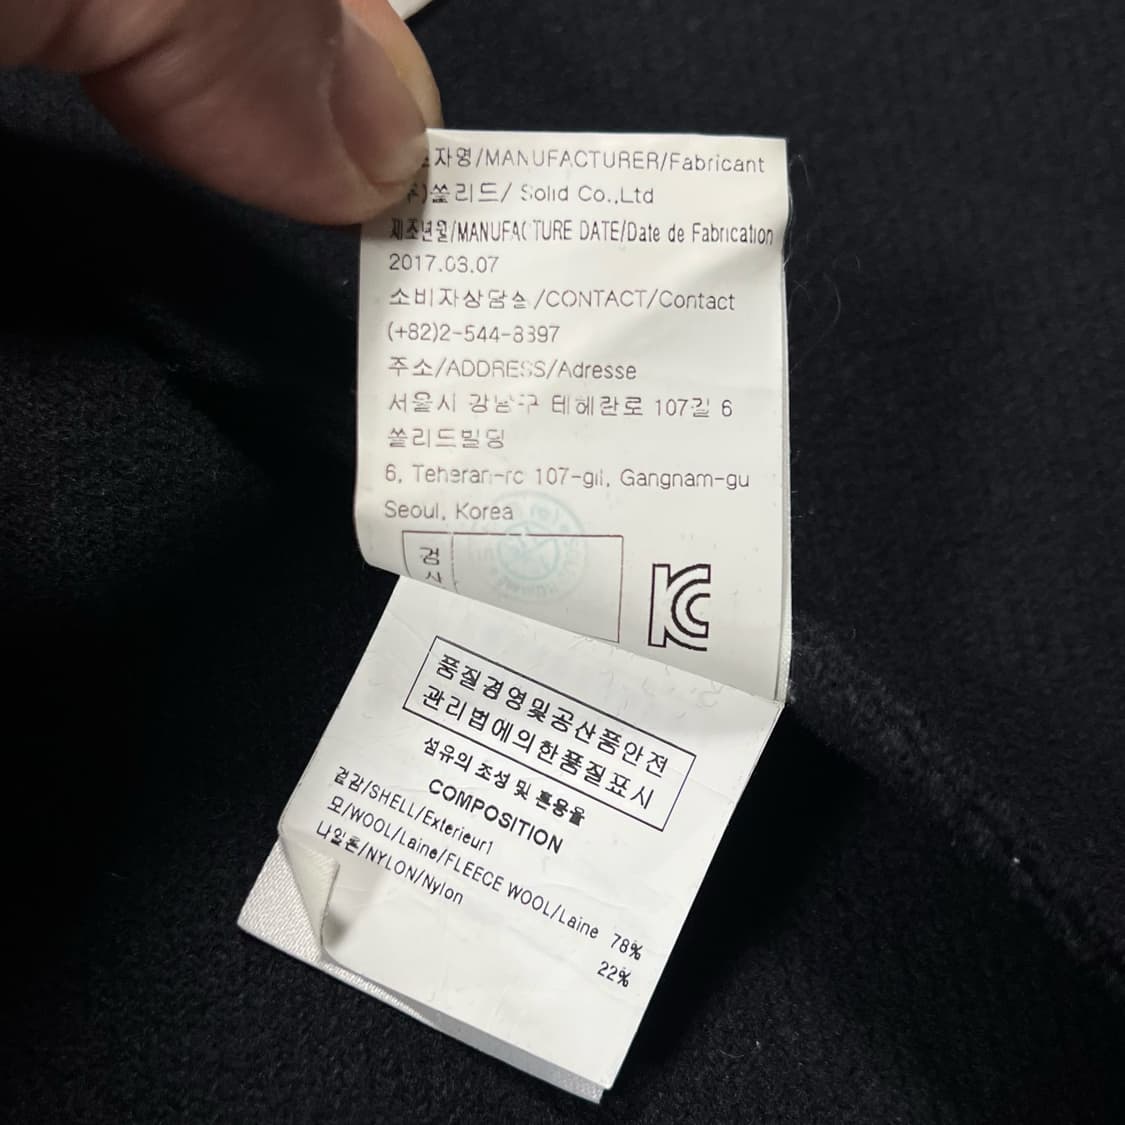 자명/MANUFACTURER/Fabricant
)쏠리드/ Solid Co.,Ltd
제조년월/MANUFACTURE DATE/Date de Fabrication
2017.03.07
소비자상담실/CONTACT/Contact
(+82)2-544-8397
주소/ADDRESS/Adresse
서울시 강남구 테헤란로 107길 6
쏠리드빌딩
6, Teheran-ro 107-gil, Gangnam-gu
Seoul, Korea
검
사
KC
품질경영및공산품안전
관리법에의한품질표시
섬유의 조성 및 혼용율
COMPOSITION
겉감/SHELL/Exterieur1
모/WOOL/Laine/FLEECE WOOL/Laine 78%
나일론/NYLON/Nylon 22%